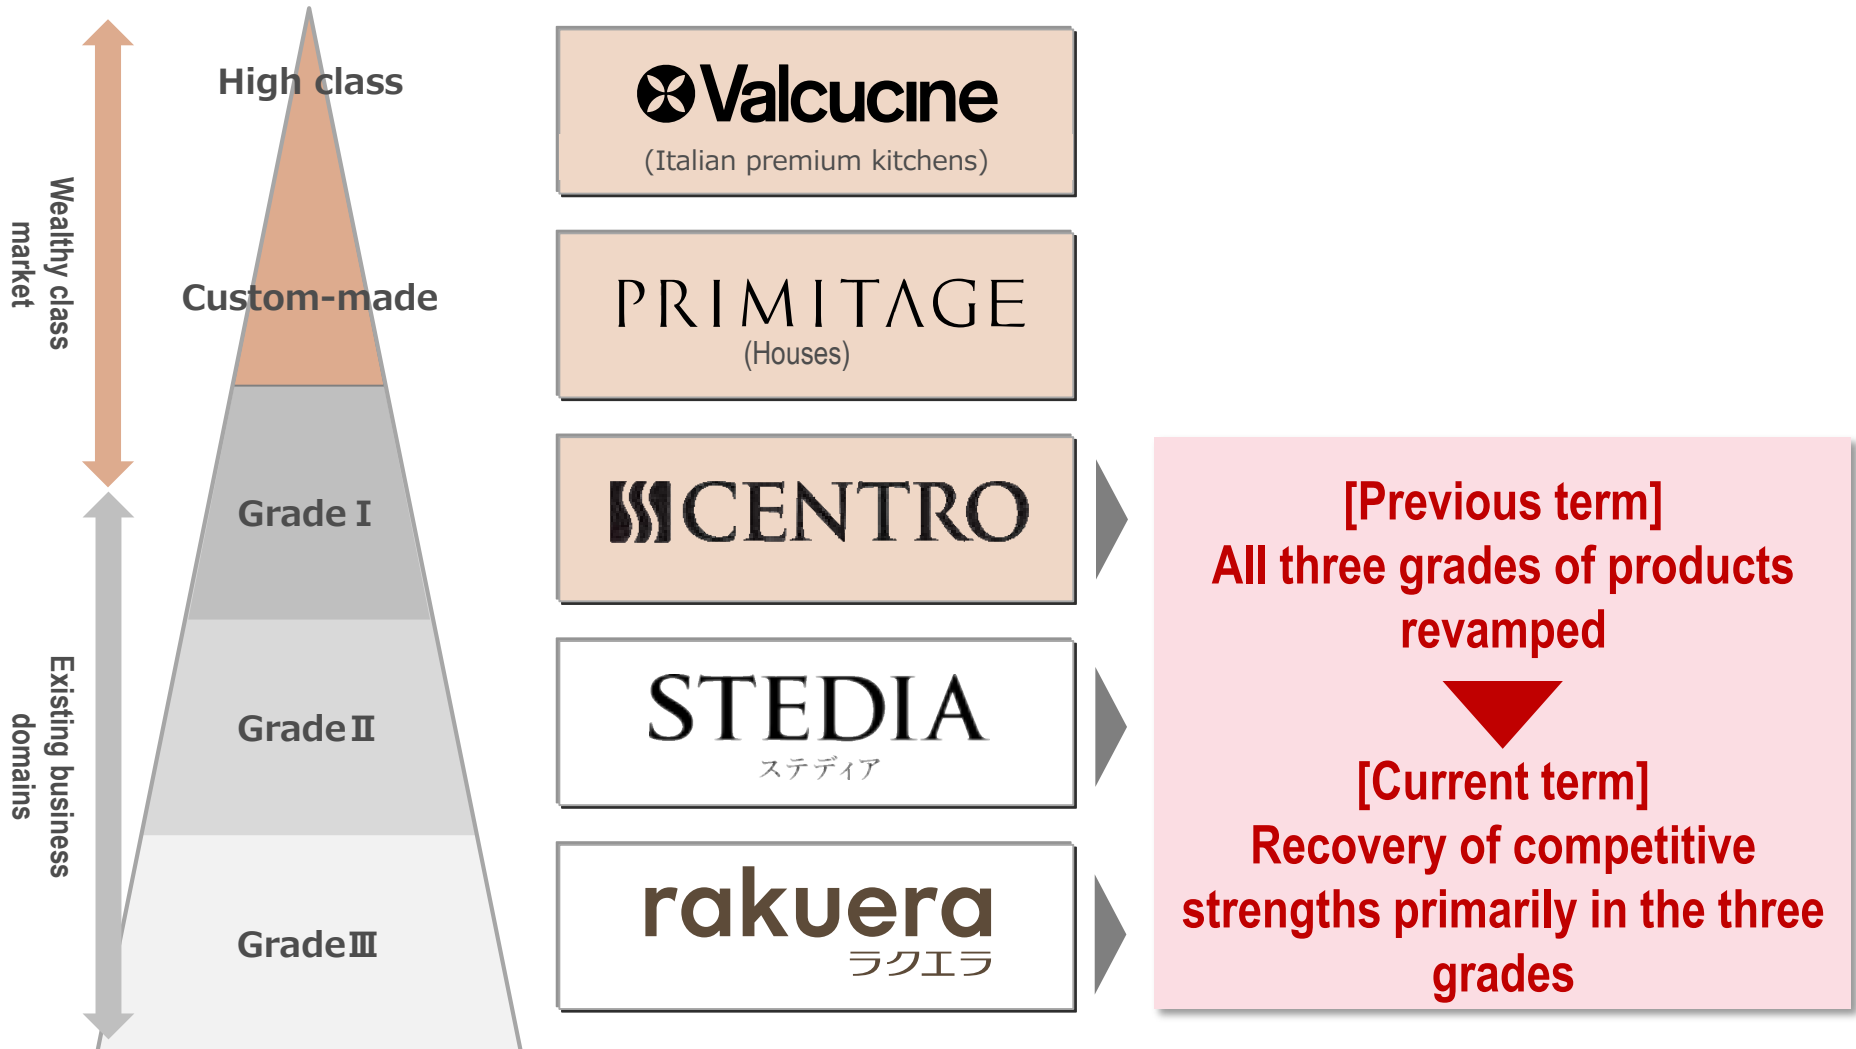 Wealthy class
market
Existing business
domains
High class
Custom-made
Grade Ⅰ
Grade Ⅱ
Grade Ⅲ
Valcucine
(Italian premium kitchens)
PRIMITAGE
(Houses)
CENTRO
STEDIA
ステディア
rakuera
ラクエラ
[Previous term]
All three grades of products
revamped
[Current term]
Recovery of competitive
strengths primarily in the three
grades